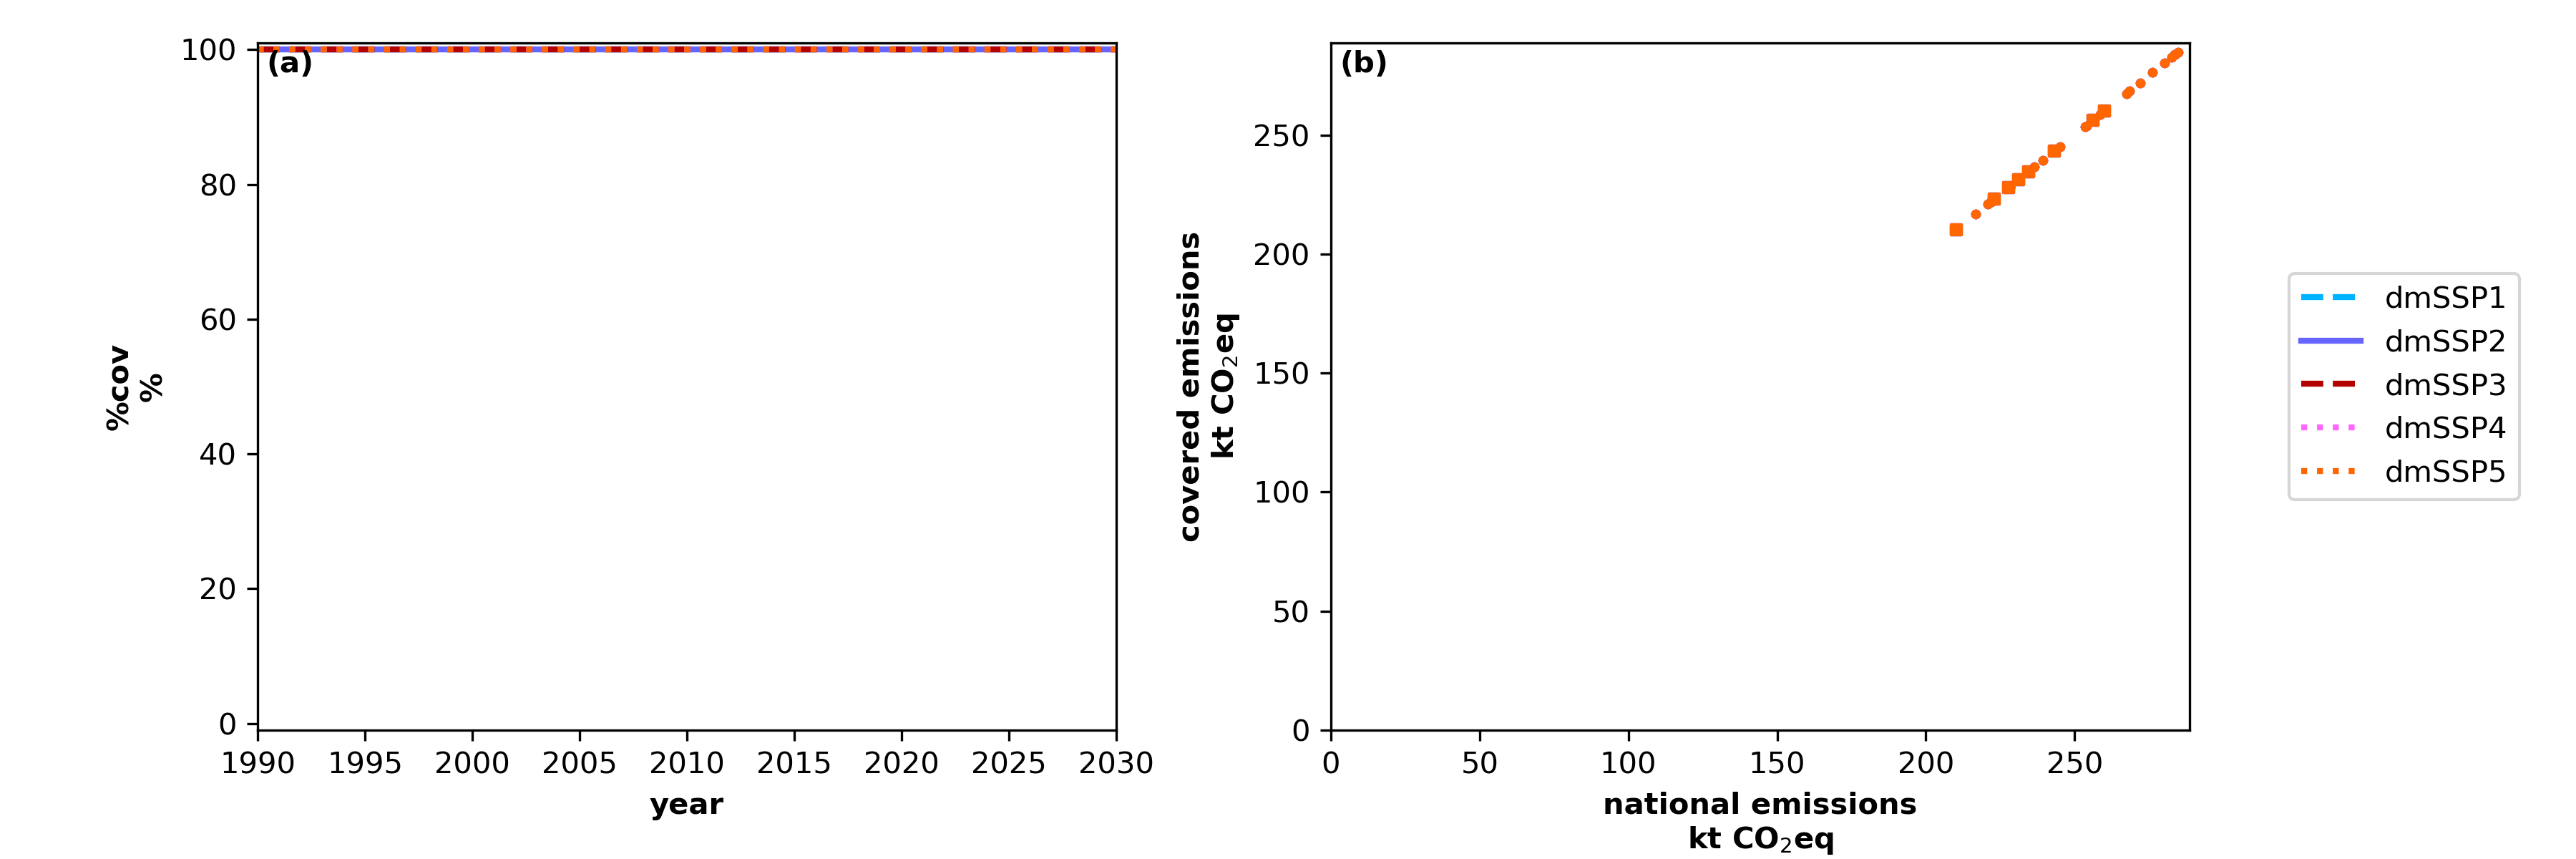 (a)
100
80
60
40
20
0
%cov
%
1990 1995 2000 2005 2010 2015 2020 2025 2030
year
(b)
250
200
150
100
50
0
covered emissions
kt CO₂eq
0 50 100 150 200 250
national emissions
kt CO₂eq
dmSSP1
dmSSP2
dmSSP3
dmSSP4
dmSSP5